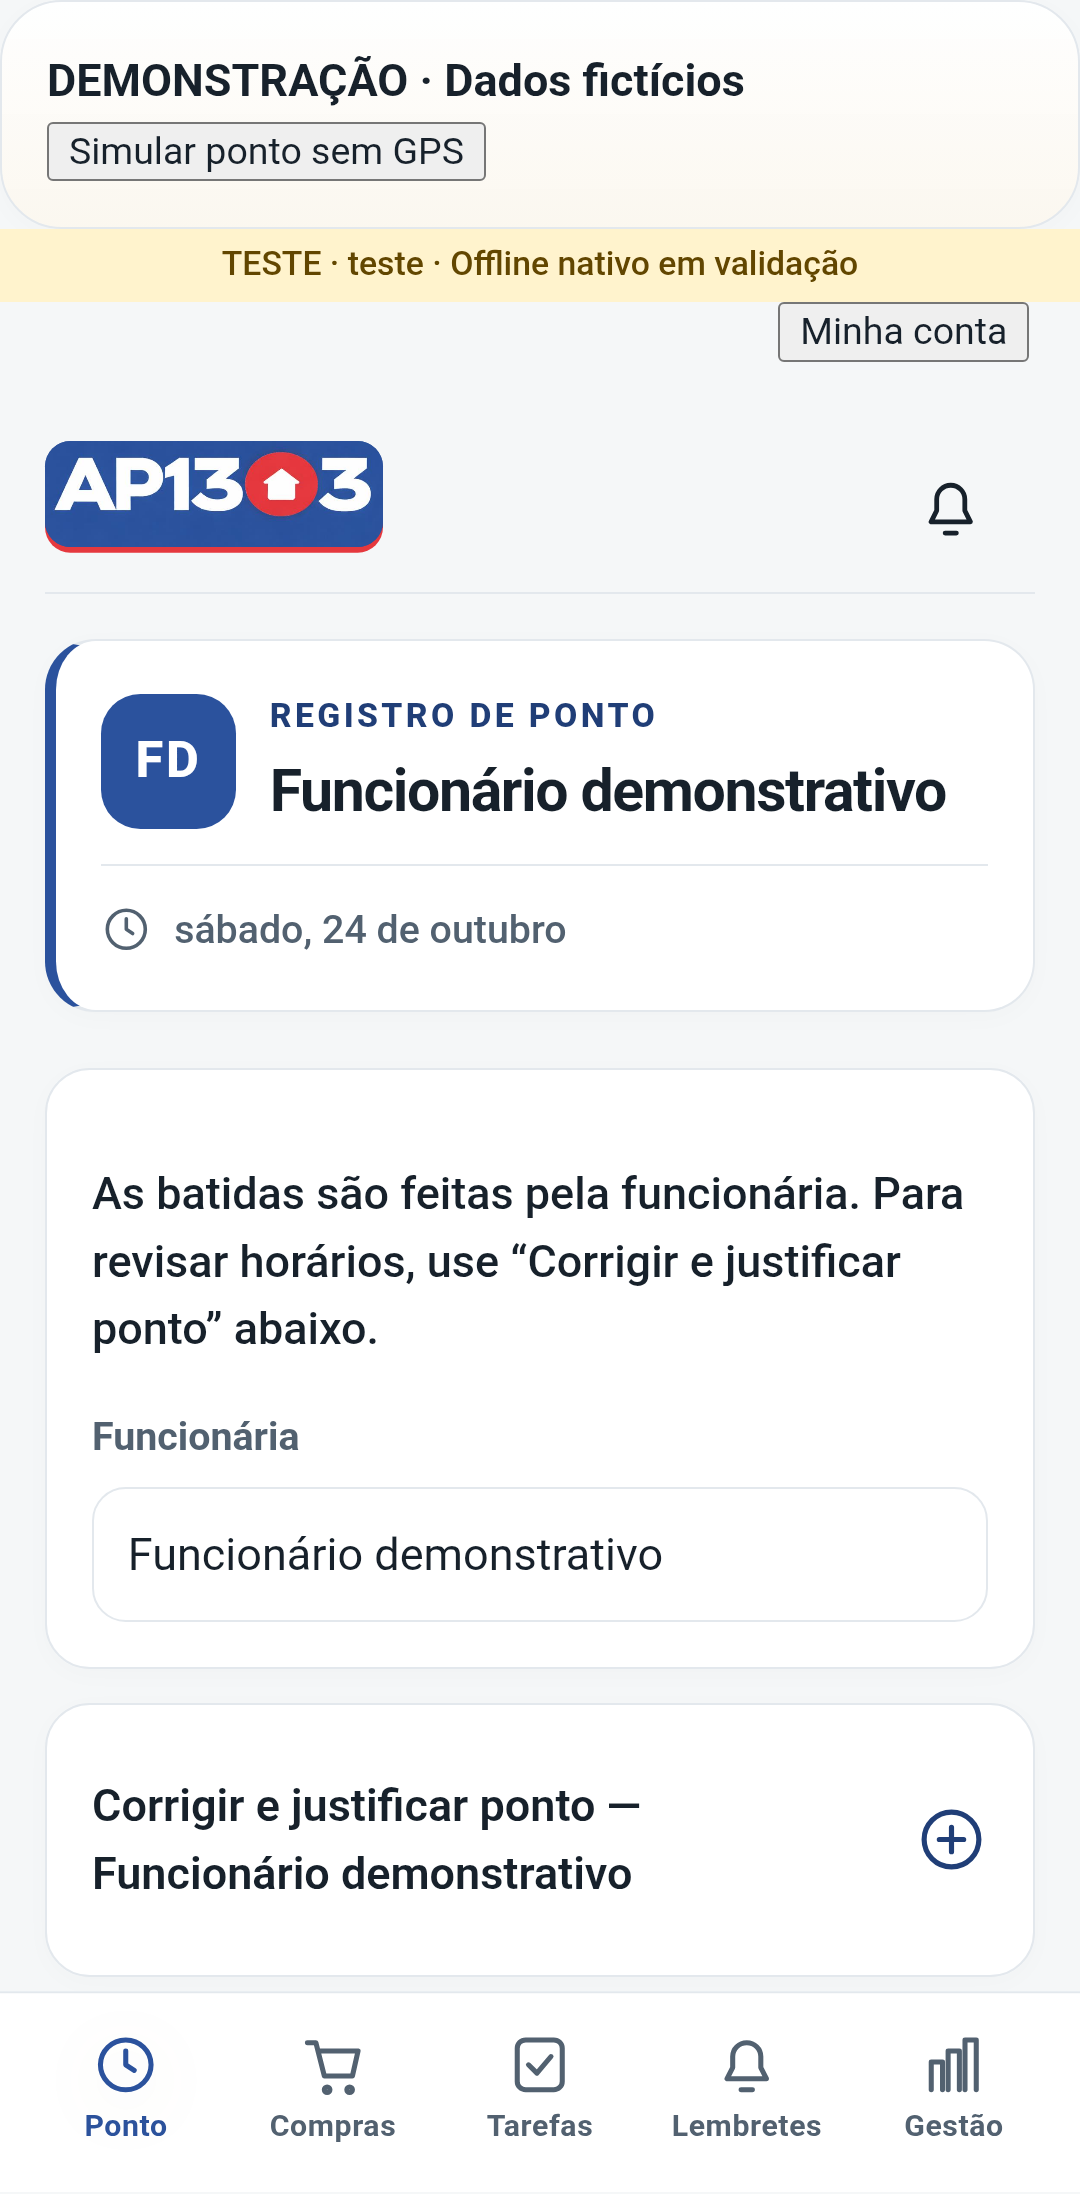 DEMONSTRAÇÃO · Dados fictícios
Simular ponto sem GPS
TESTE · teste · Offline nativo em validação
Minha conta
AP1303
FD
REGISTRO DE PONTO
Funcionário demonstrativo
sábado, 24 de outubro
As batidas são feitas pela funcionária. Para
revisar horários, use “Corrigir e justificar
ponto” abaixo.
Funcionária
Funcionário demonstrativo
Corrigir e justificar ponto —
Funcionário demonstrativo
Ponto
Compras
Tarefas
Lembretes
Gestão